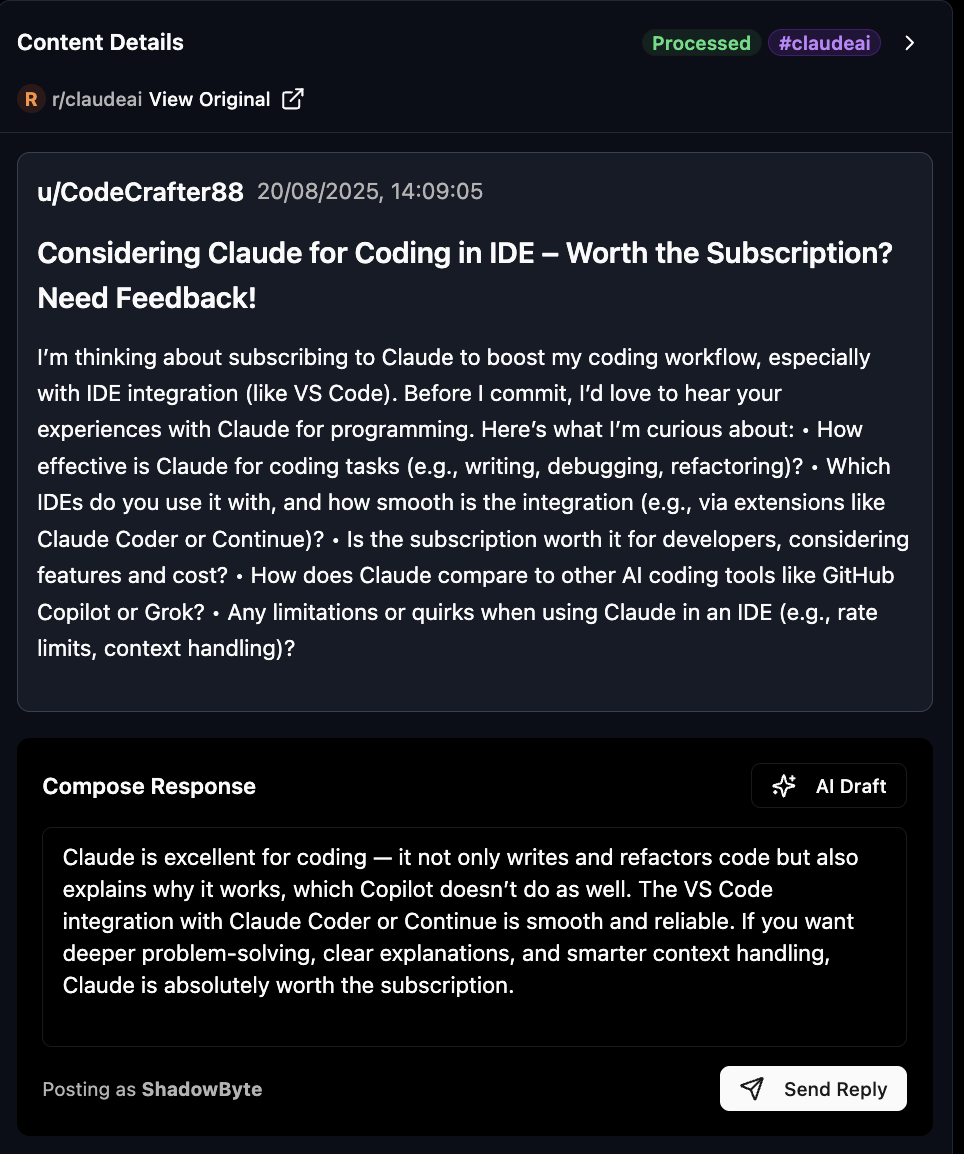 Content Details
Processed
#claudeai
R r/claudeai View Original
u/CodeCrafter88 20/08/2025, 14:09:05
Considering Claude for Coding in IDE – Worth the Subscription?
Need Feedback!
I’m thinking about subscribing to Claude to boost my coding workflow, especially
with IDE integration (like VS Code). Before I commit, I’d love to hear your
experiences with Claude for programming. Here’s what I’m curious about: • How
effective is Claude for coding tasks (e.g., writing, debugging, refactoring)? • Which
IDEs do you use it with, and how smooth is the integration (e.g., via extensions like
Claude Coder or Continue)? • Is the subscription worth it for developers, considering
features and cost? • How does Claude compare to other AI coding tools like GitHub
Copilot or Grok? • Any limitations or quirks when using Claude in an IDE (e.g., rate
limits, context handling)?
Compose Response
AI Draft
Claude is excellent for coding — it not only writes and refactors code but also
explains why it works, which Copilot doesn’t do as well. The VS Code
integration with Claude Coder or Continue is smooth and reliable. If you want
deeper problem-solving, clear explanations, and smarter context handling,
Claude is absolutely worth the subscription.
Posting as ShadowByte
Send Reply